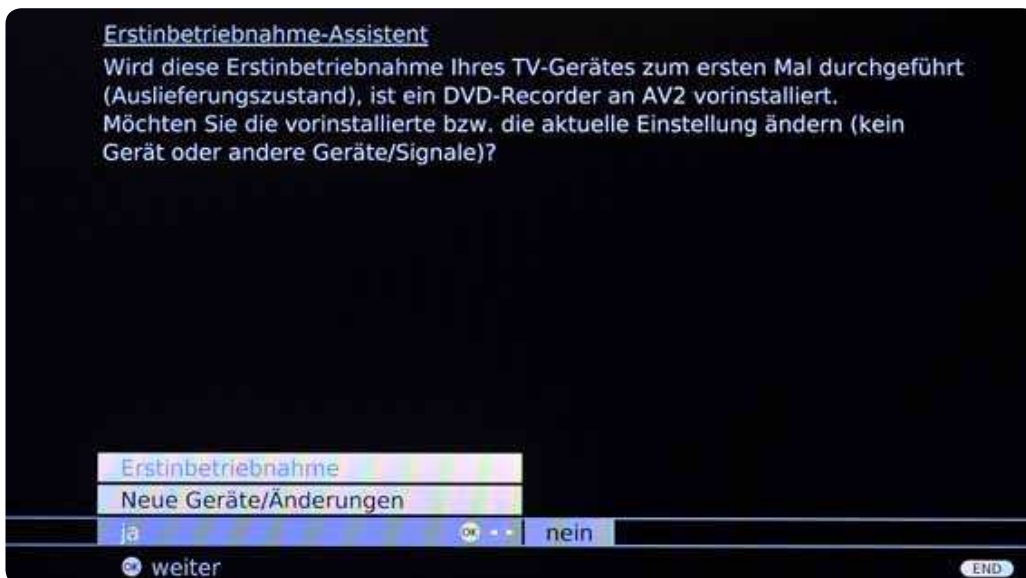 Erstinbetriebnahme-Assistent
Wird diese Erstinbetriebnahme Ihres TV-Gerätes zum ersten Mal durchgeführt
(Auslieferungszustand), ist ein DVD-Recorder an AV2 vorinstalliert.
Möchten Sie die vorinstallierte bzw. die aktuelle Einstellung ändern (kein
Gerät oder andere Geräte/Signale)?
Erstinbetriebnahme
Neue Geräte/Änderungen
ja OK nein
OK weiter END